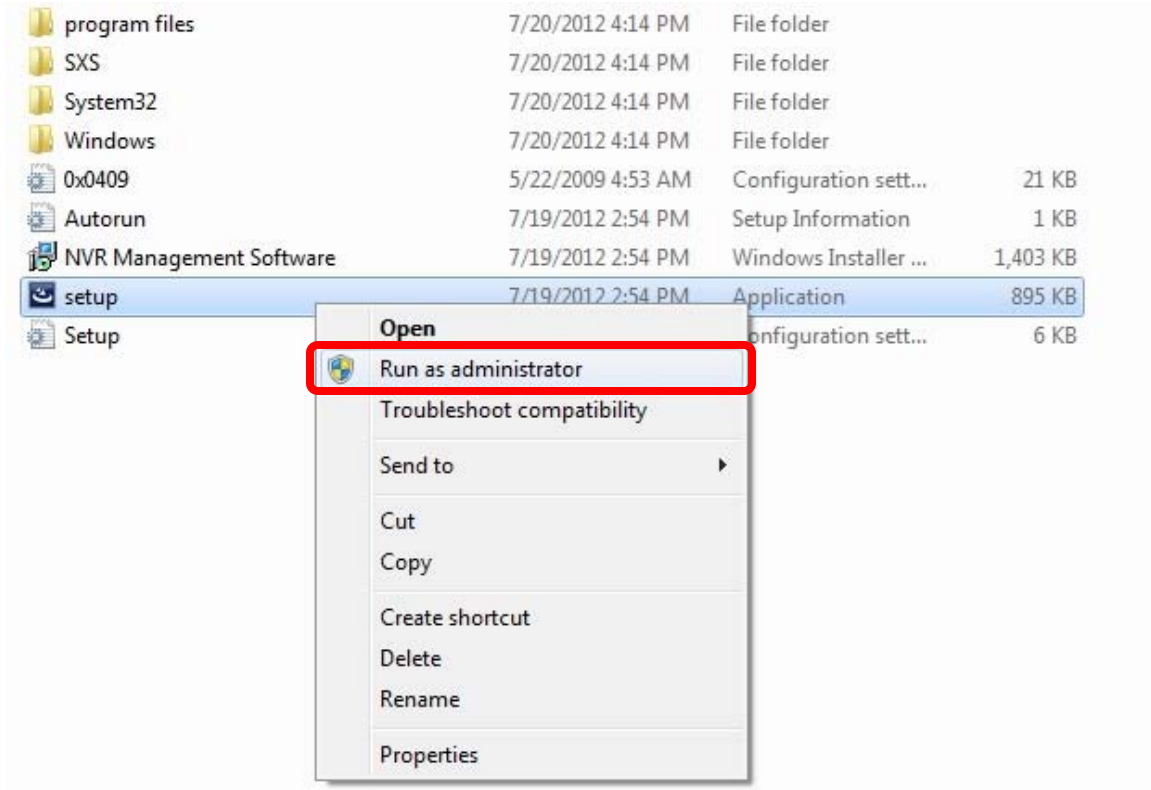 program files 7/20/2012 4:14 PM File folder
SXS 7/20/2012 4:14 PM File folder
System32 7/20/2012 4:14 PM File folder
Windows 7/20/2012 4:14 PM File folder
0x0409 5/22/2009 4:53 AM Configuration sett... 21 KB
Autorun 7/19/2012 2:54 PM Setup Information 1 KB
NVR Management Software 7/19/2012 2:54 PM Windows Installer ... 1,403 KB
setup 7/19/2012 2:54 PM Application 895 KB
Setup onfiguration sett... 6 KB
Open
Run as administrator
Troubleshoot compatibility
Send to
Cut
Copy
Create shortcut
Delete
Rename
Properties